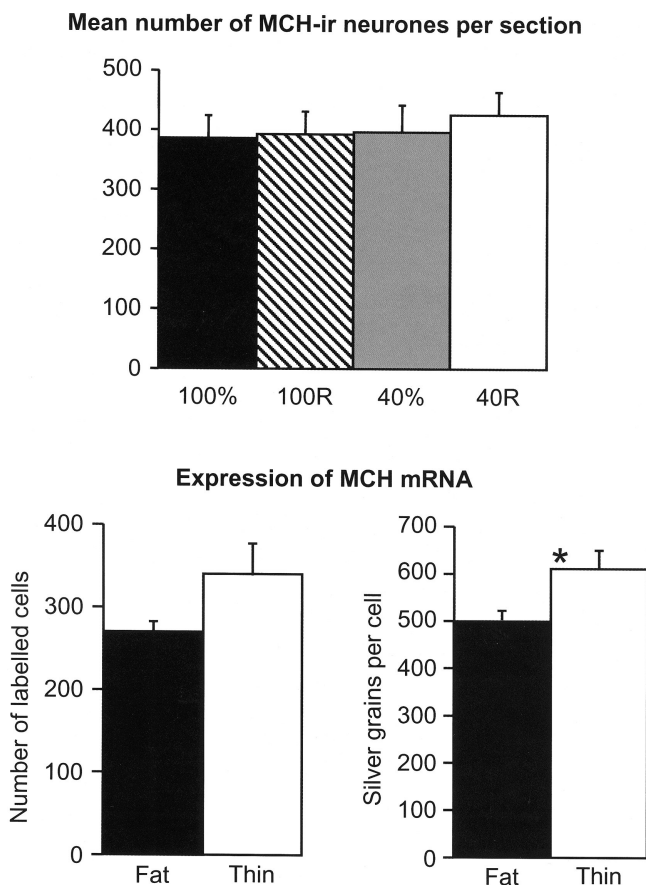 Mean number of MCH-ir neurones per section
500
400
300
200
100
0
100% 100R 40% 40R
Expression of MCH mRNA
Number of labelled cells
400
300
200
100
0
Fat Thin
Silver grains per cell
700
600
500
400
300
200
100
0
*
Fat Thin